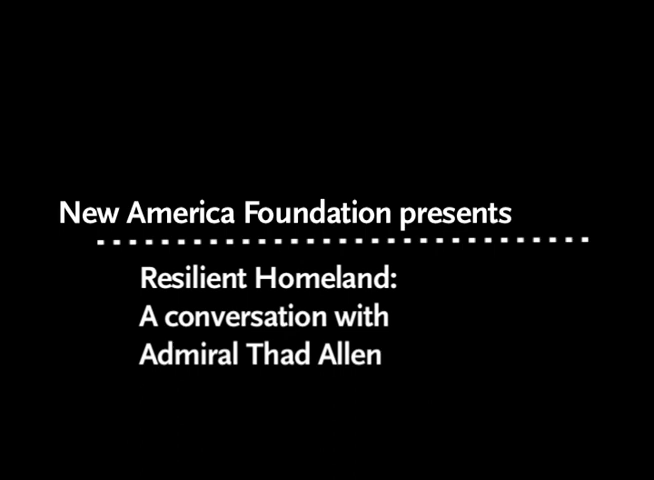 New America Foundation presents
Resilient Homeland:
A conversation with
Admiral Thad Allen